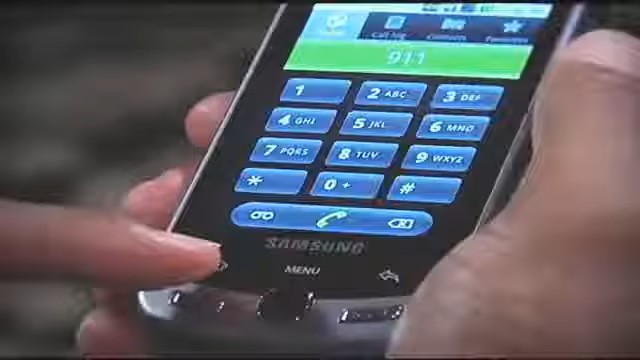 Call log Contacts Favorites
911
1 2 ABC 3 DEF
4 GHI 5 JKL 6 MNO
7 PQRS 8 TUV 9 WXYZ
* 0 + #
SAMSUNG
MENU